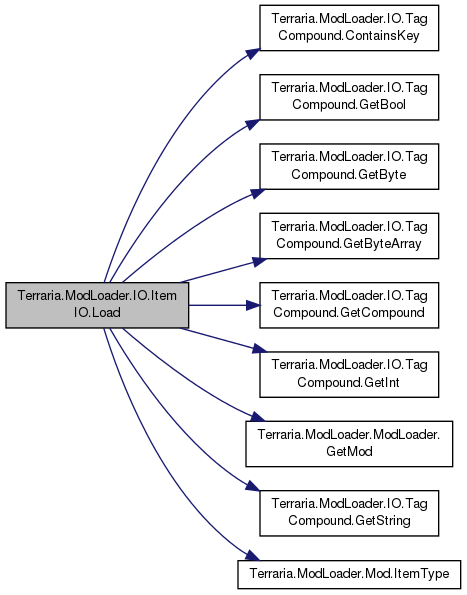 Terraria.ModLoader.IO.Tag
Compound.ContainsKey
Terraria.ModLoader.IO.Tag
Compound.GetBool
Terraria.ModLoader.IO.Tag
Compound.GetByte
Terraria.ModLoader.IO.Tag
Compound.GetByteArray
Terraria.ModLoader.IO.Item
IO.Load
Terraria.ModLoader.IO.Tag
Compound.GetCompound
Terraria.ModLoader.IO.Tag
Compound.GetInt
Terraria.ModLoader.ModLoader.
GetMod
Terraria.ModLoader.IO.Tag
Compound.GetString
Terraria.ModLoader.Mod.ItemType